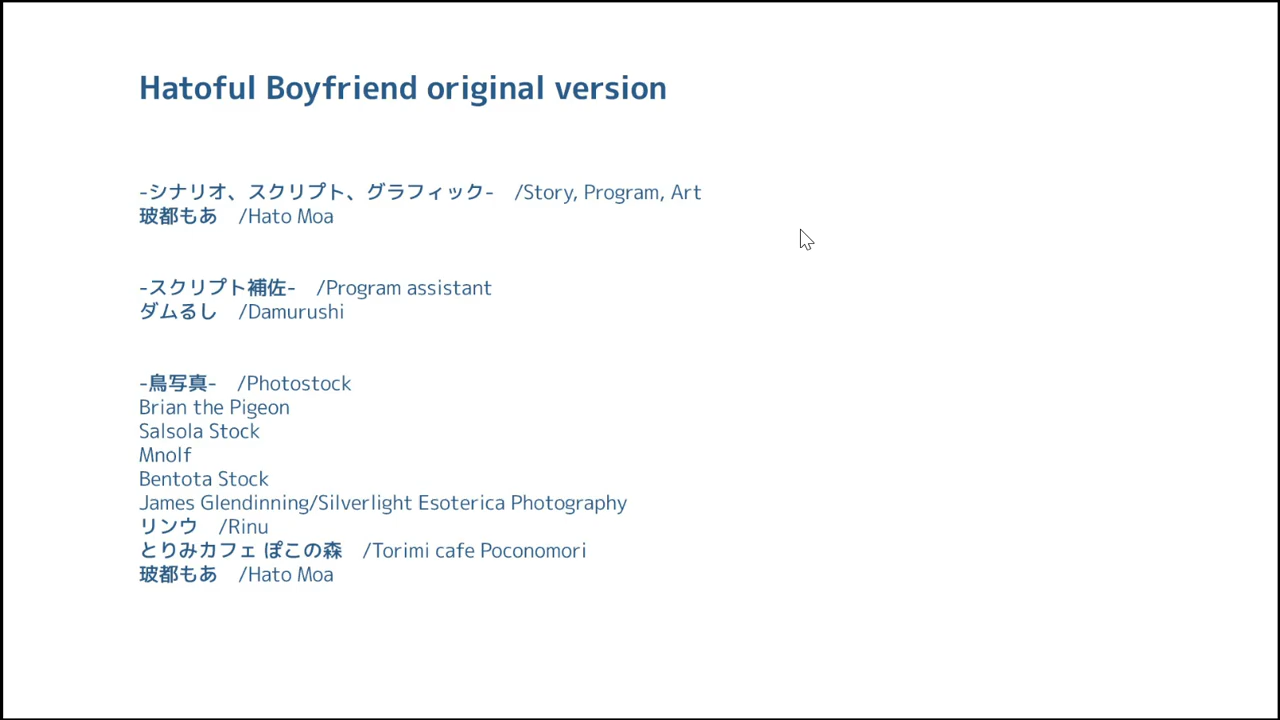 Hatoful Boyfriend original version
-シナリオ、スクリプト、グラフィック-　/Story, Program, Art
玻都もあ　/Hato Moa
-スクリプト補佐-　/Program assistant
ダムるし　/Damurushi
-鳥写真-　/Photostock
Brian the Pigeon
Salsola Stock
Mnolf
Bentota Stock
James Glendinning/Silverlight Esoterica Photography
リンウ　/Rinu
とりみカフェ ぽこの森　/Torimi cafe Poconomori
玻都もあ　/Hato Moa